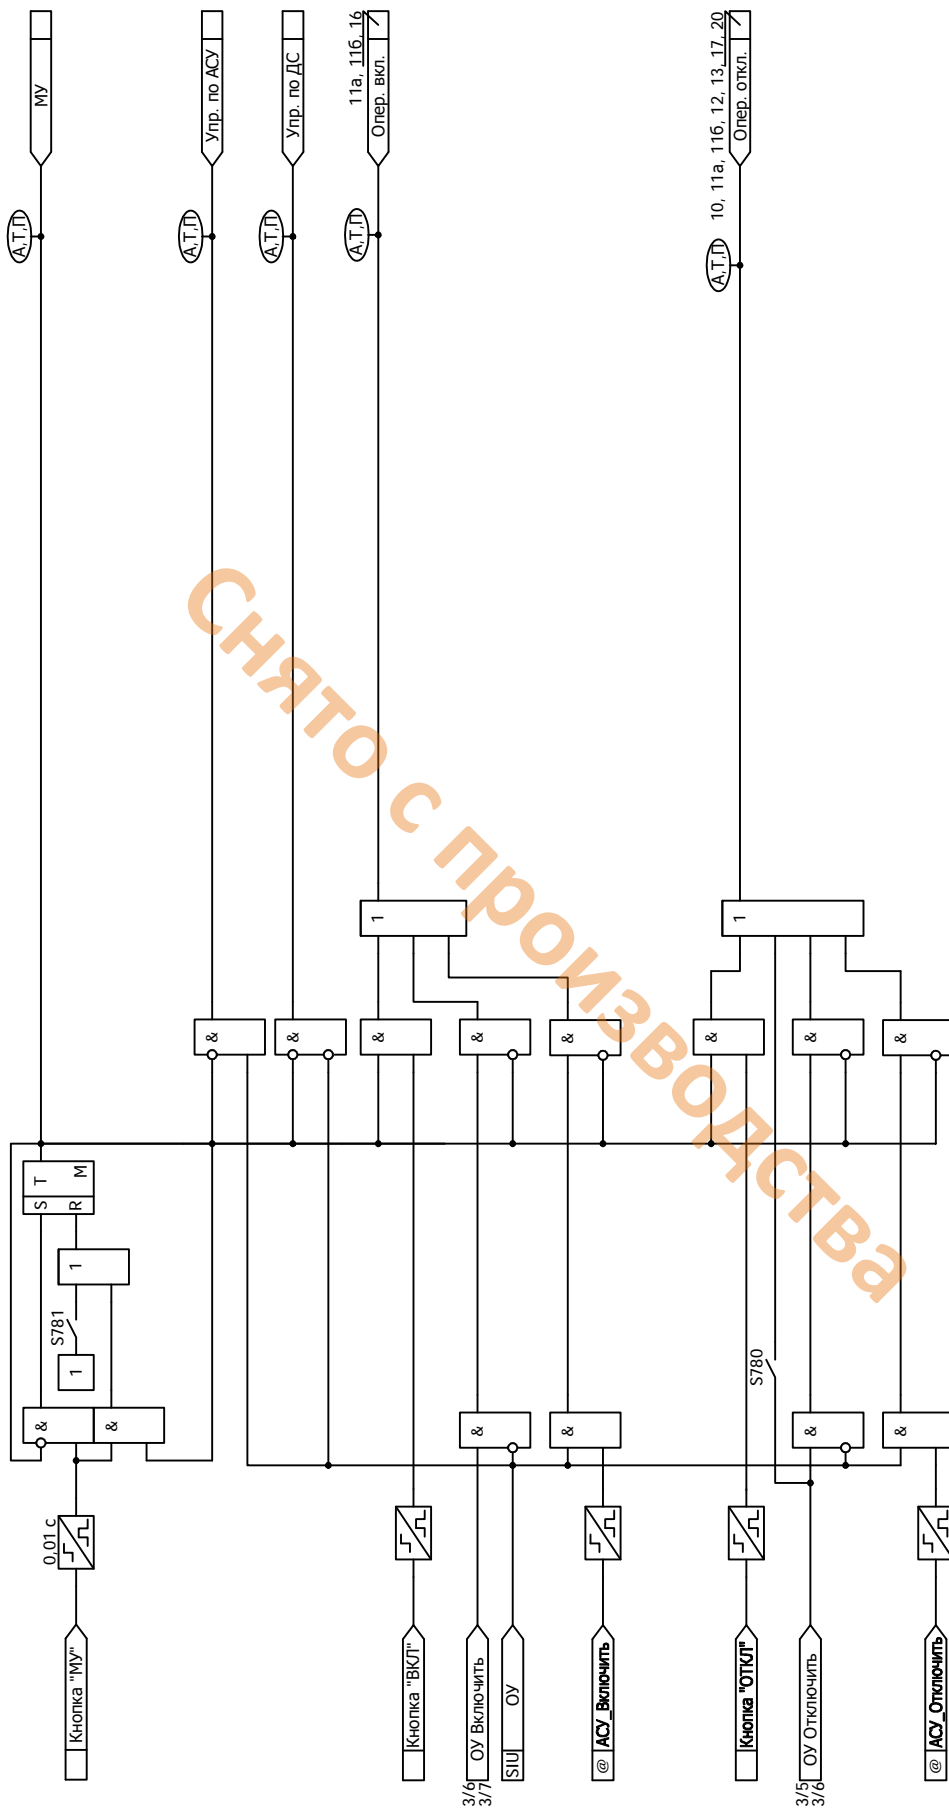 МУ
Упр. по АСУ
Упр. по ДС
11а, 11б, 16
Опер. вкл.
10, 11а, 11б, 12, 13, 17, 20
Опер. откл.
А,Т,П
А,Т,П
А,Т,П
А,Т,П
А,Т,П
Снято с производства
1
1
&
&
&
&
&
&
&
&
S T
R M
1
S781
1
&
&
S780
&
&
&
&
0,01 с
Кнопка "МУ"
Кнопка "ВКЛ"
3/6
3/7
ОУ Включить
SIU ОУ
@ АСУ_Включить
Кнопка "ОТКЛ"
3/5
3/6
ОУ Отключить
@ АСУ_Отключить